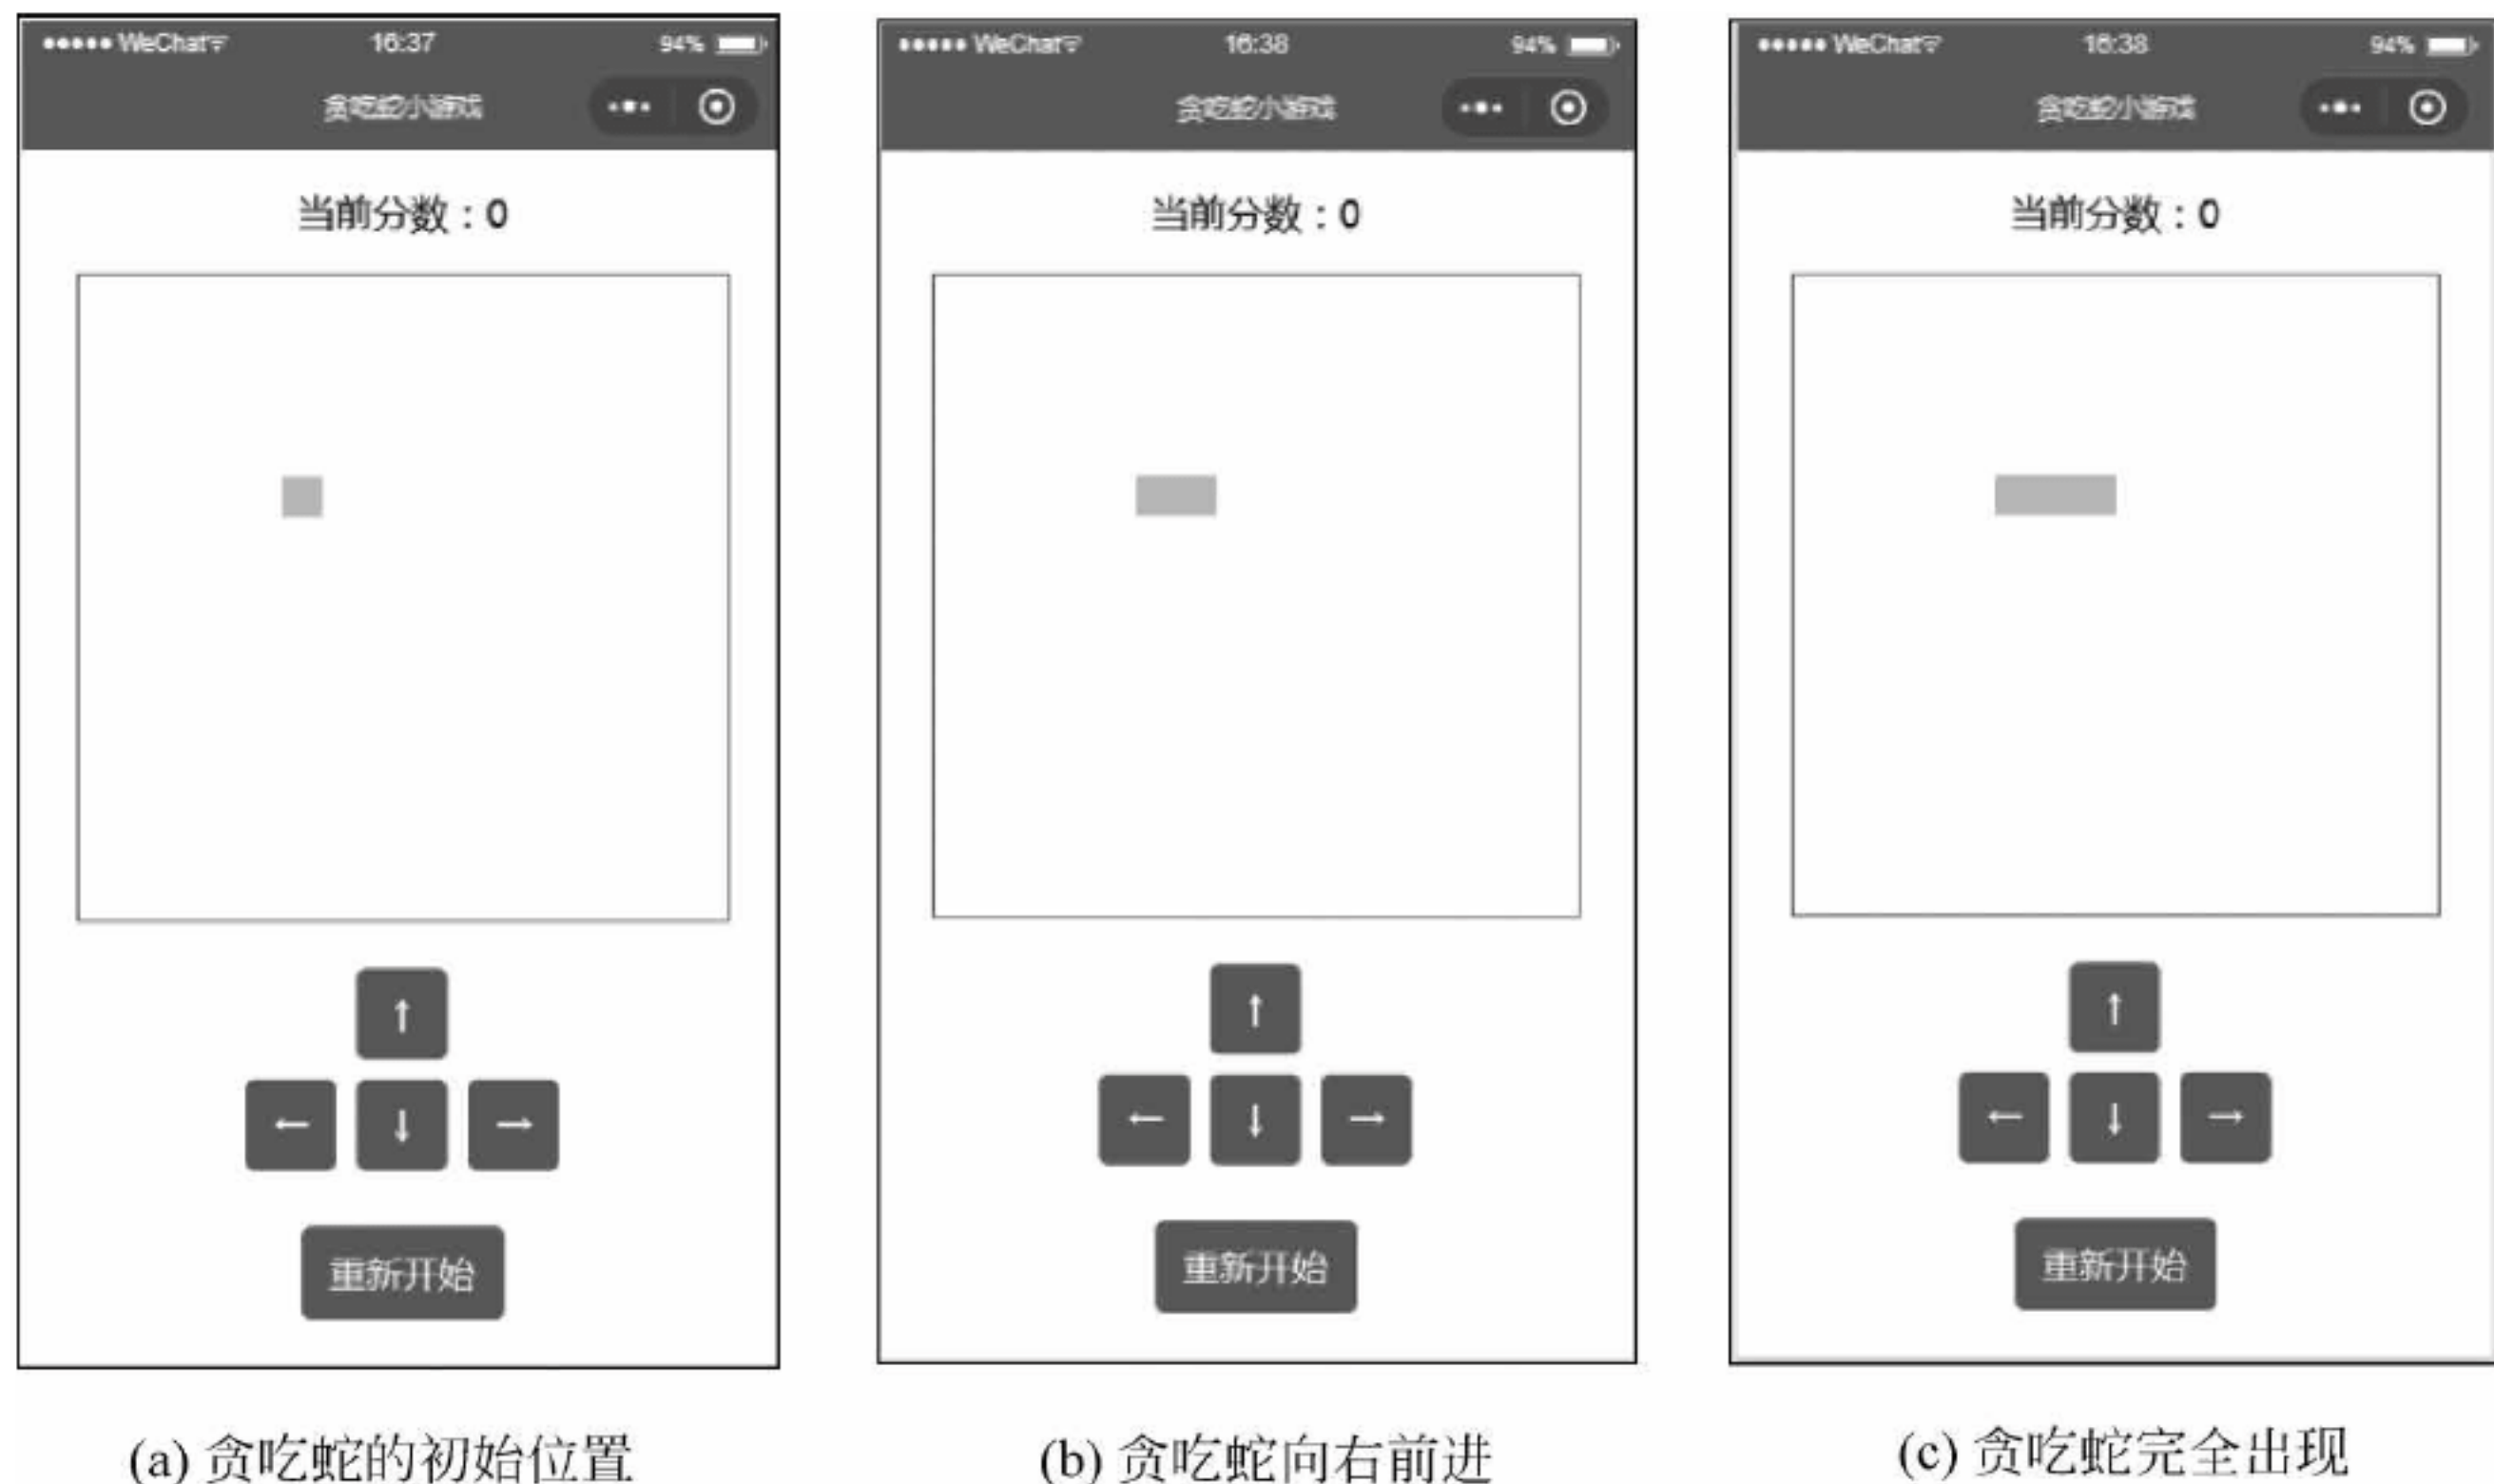 WeChat 16:37 94%
贪吃蛇小游戏
当前分数:0
↑
← ↓ →
重新开始
(a) 贪吃蛇的初始位置
WeChat 16:38 94%
贪吃蛇小游戏
当前分数:0
↑
← ↓ →
重新开始
(b) 贪吃蛇向右前进
WeChat 16:38 94%
贪吃蛇小游戏
当前分数:0
↑
← ↓ →
重新开始
(c) 贪吃蛇完全出现